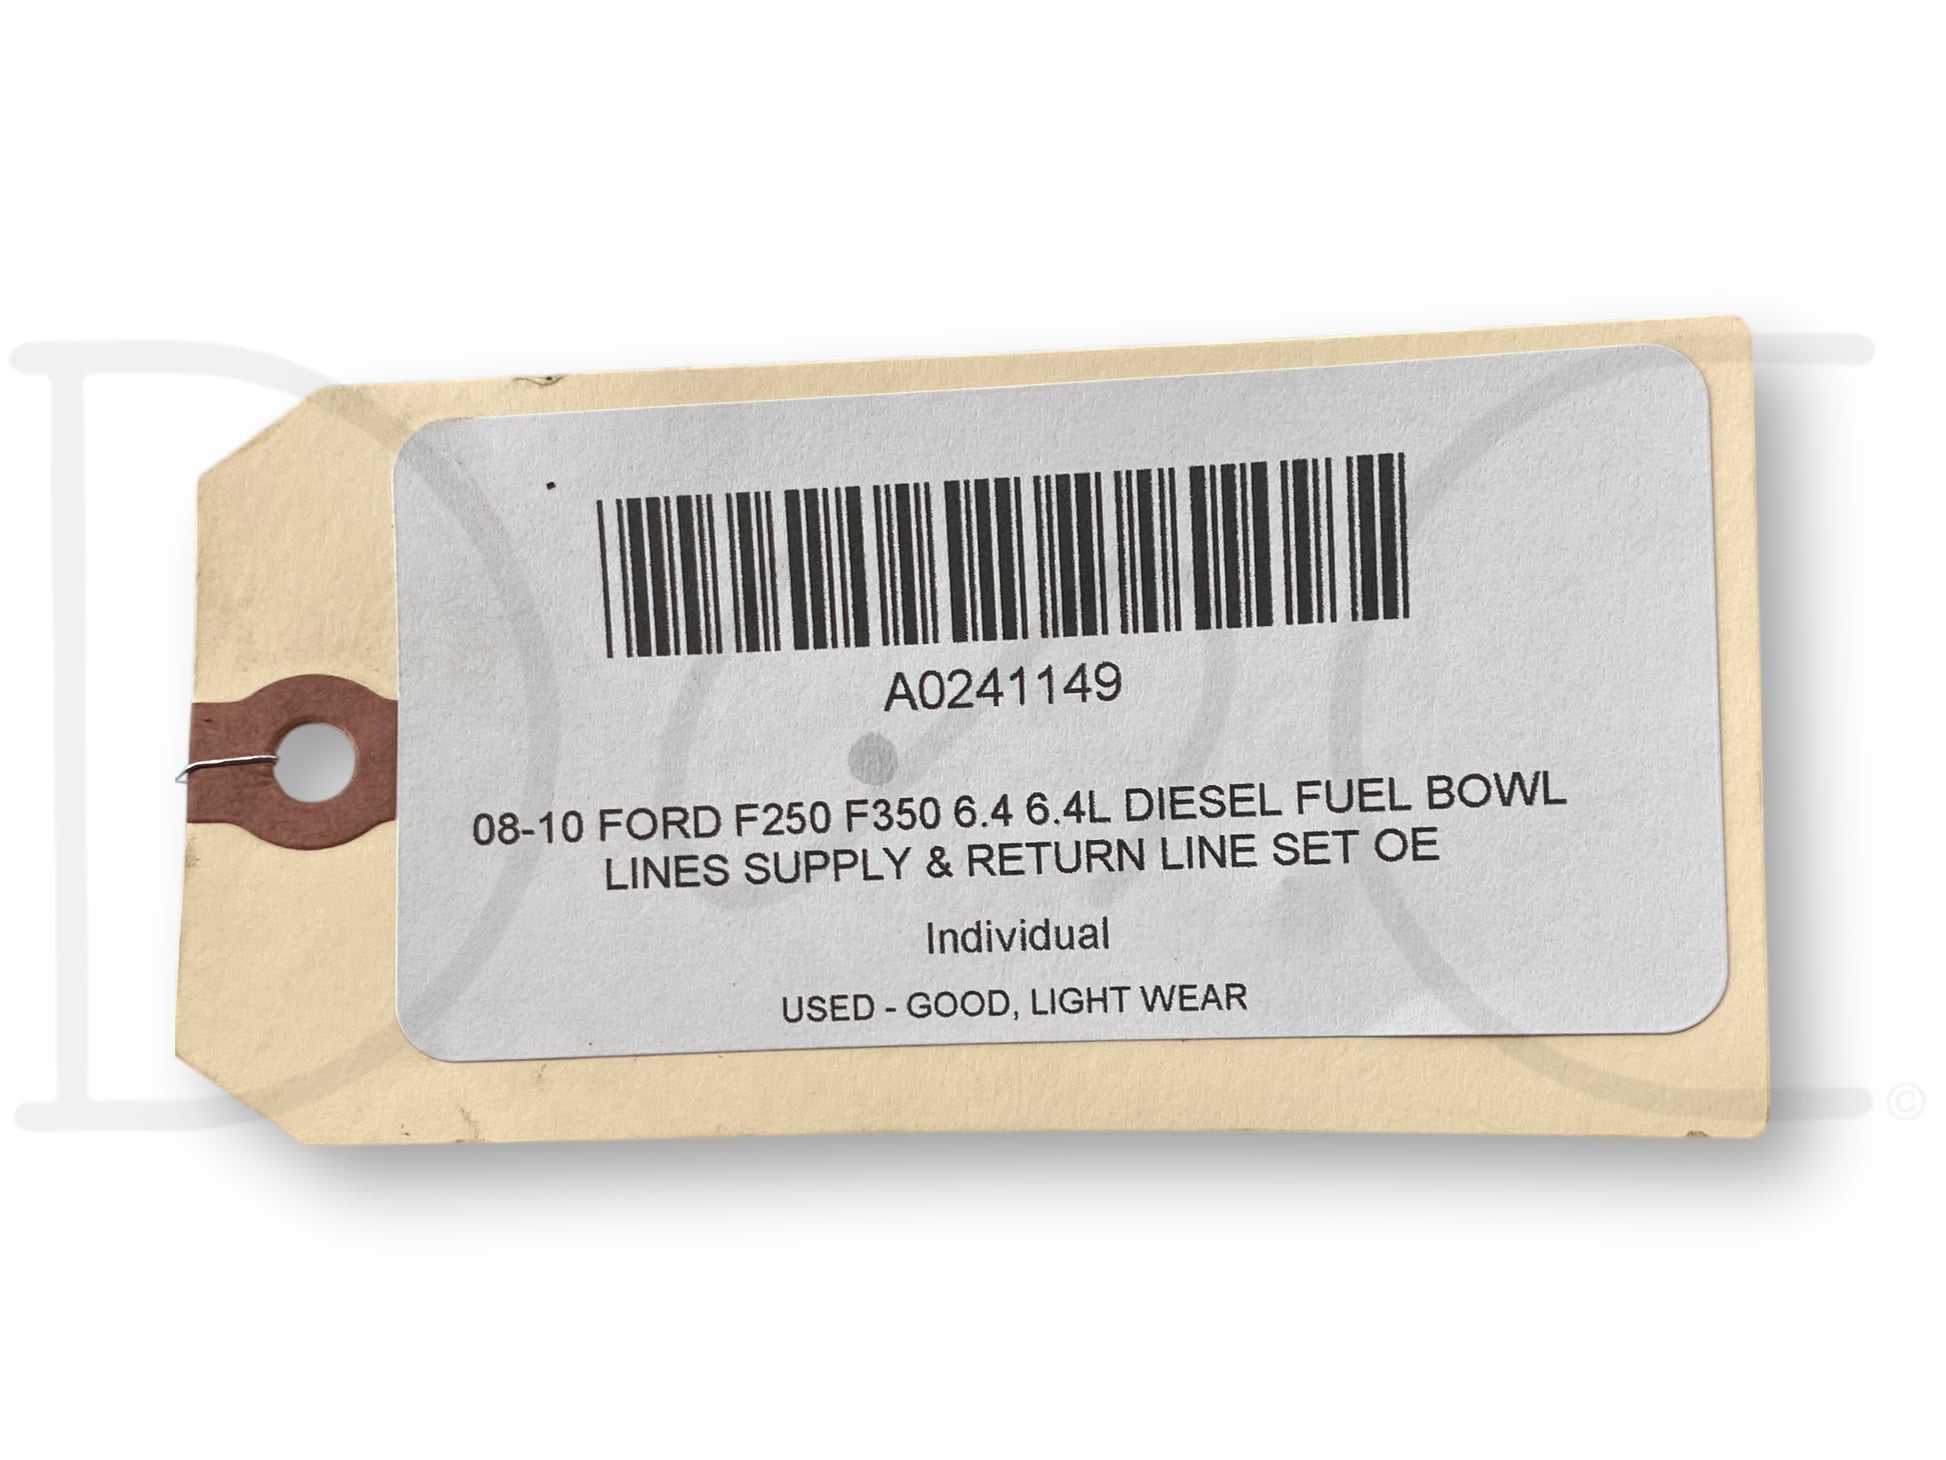 A0241149
08-10 FORD F250 F350 6.4 6.4L DIESEL FUEL BOWL
LINES SUPPLY & RETURN LINE SET OE
Individual
USED - GOOD, LIGHT WEAR
D C ©